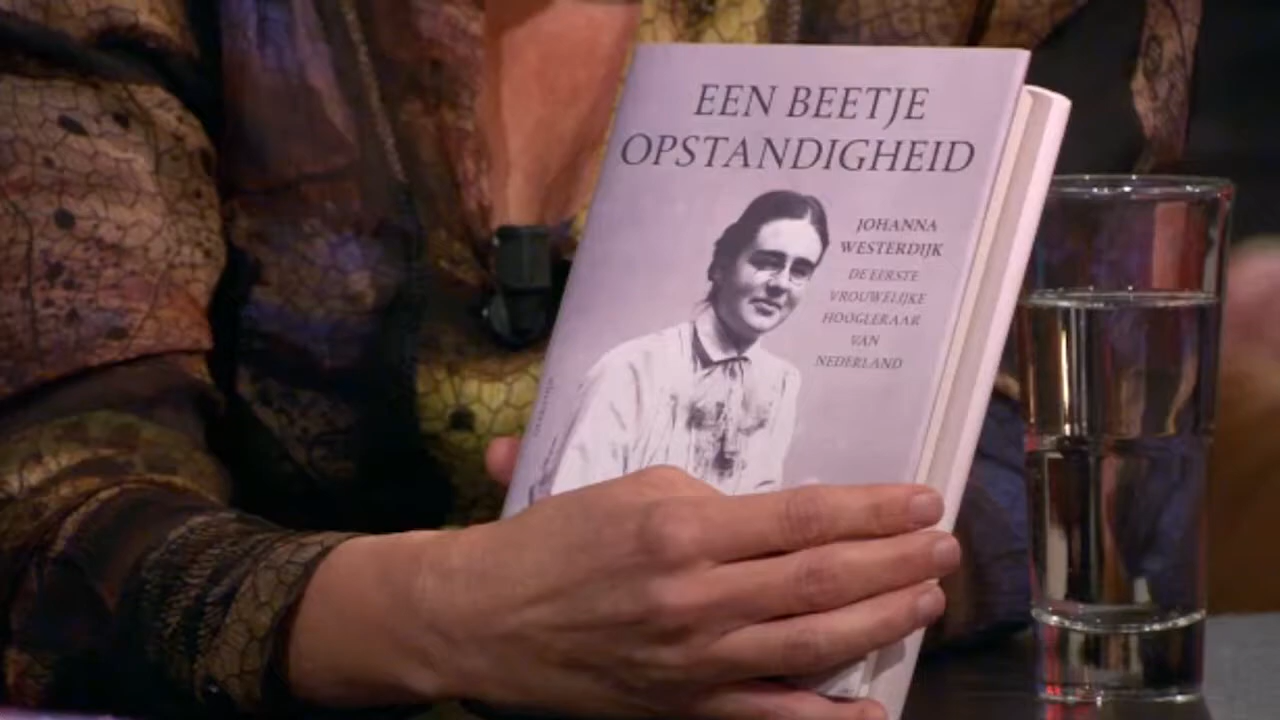 EEN BEETJE
OPSTANDIGHEID
JOHANNA
WESTERDIJK
DE EERSTE
VROUWELIJKE
HOOGLERAAR
VAN
NEDERLAND